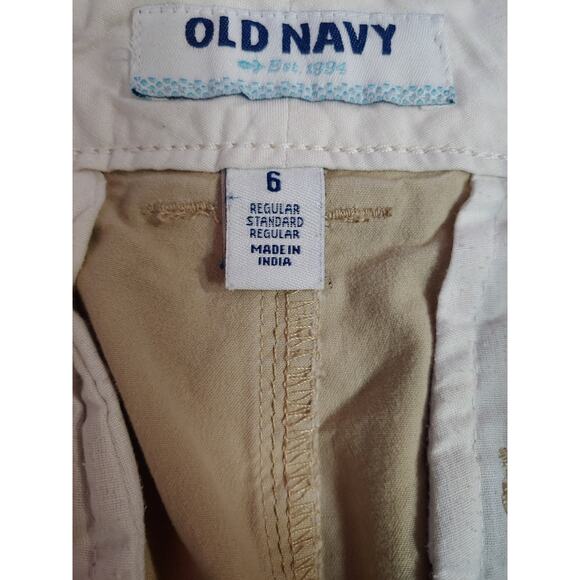 OLD NAVY
Est. 1994
6
REGULAR
STANDARD
REGULAR
MADE IN
INDIA